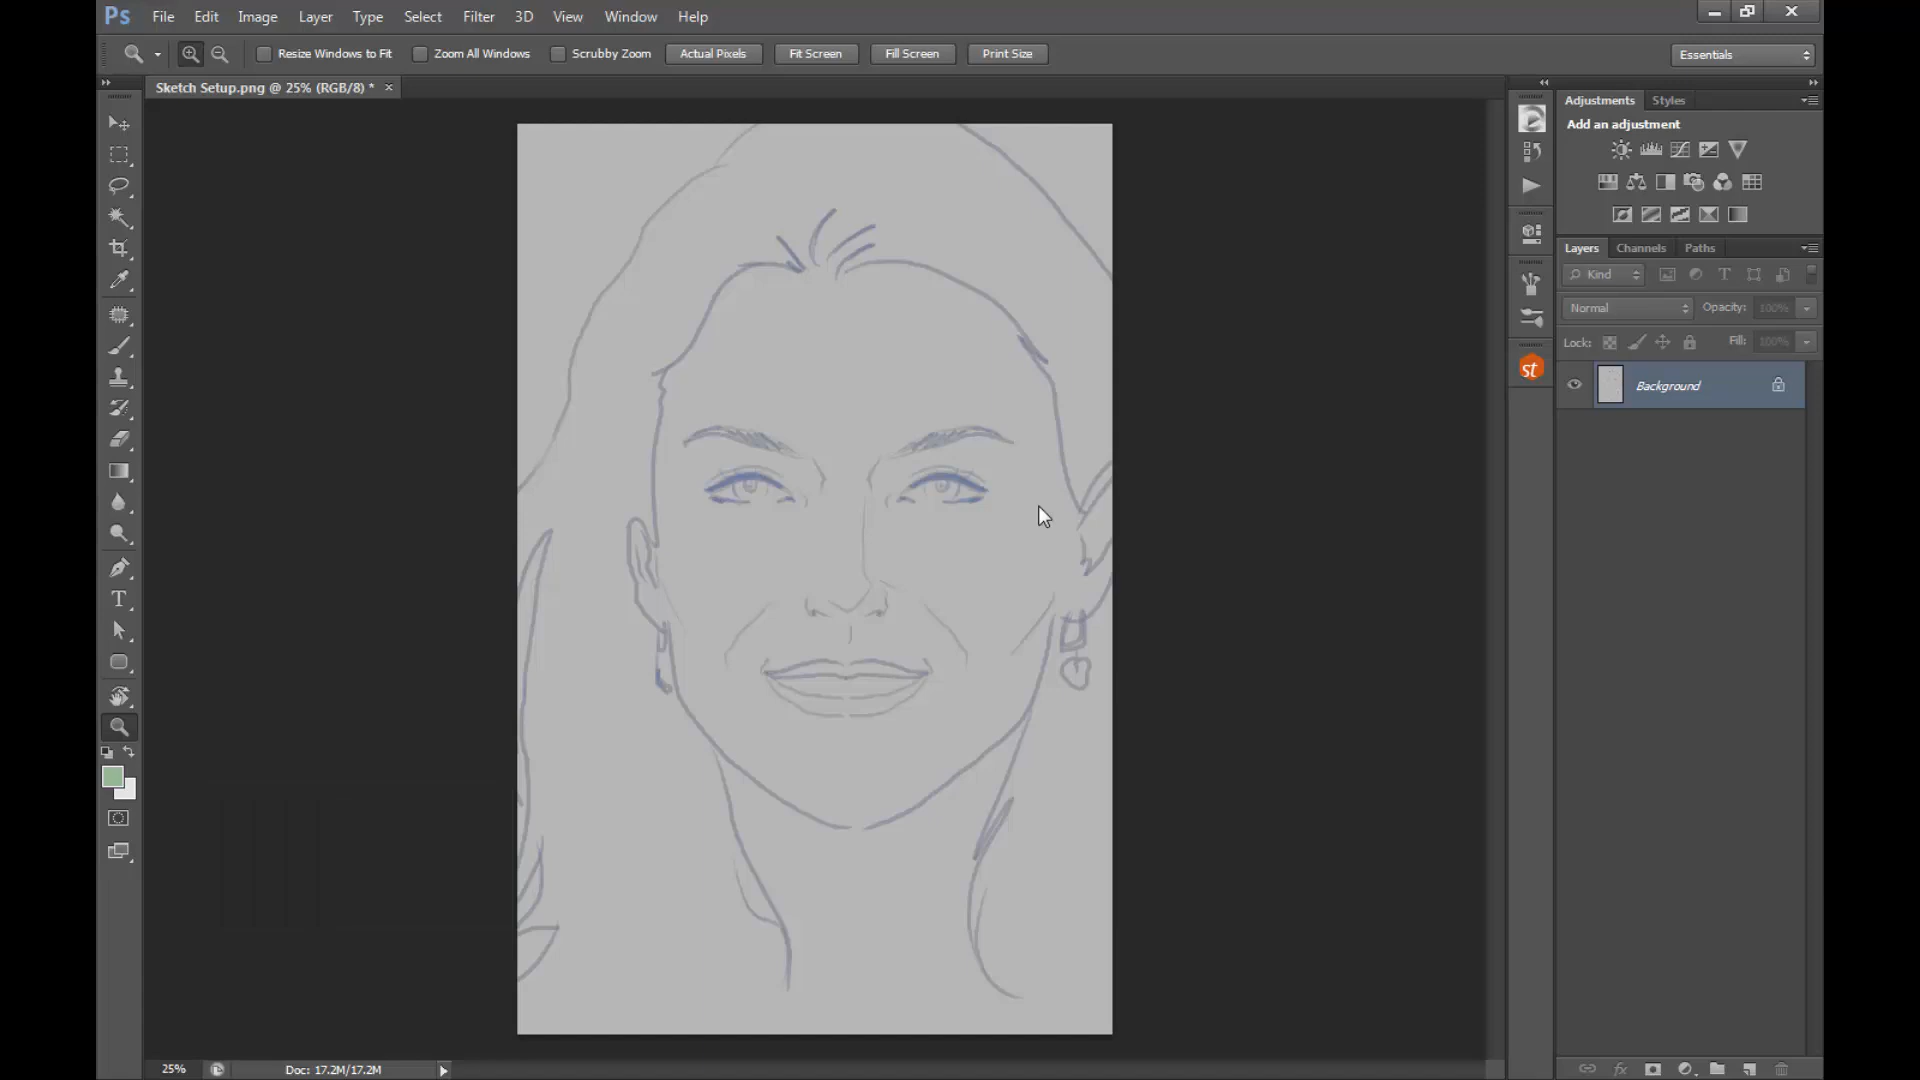 Ps File Edit Image Layer Type Select Filter 3D View Window Help
Resize Windows to Fit Zoom All Windows Scrubby Zoom Actual Pixels Fit Screen Fill Screen Print Size Essentials
Sketch Setup.png @ 25% (RGB/8) * ×
Adjustments Styles
Add an adjustment
Layers Channels Paths
Kind
Normal Opacity: 100%
Lock: Fill: 100%
st
Background
T
25% Doc: 17.2M/17.2M
fx